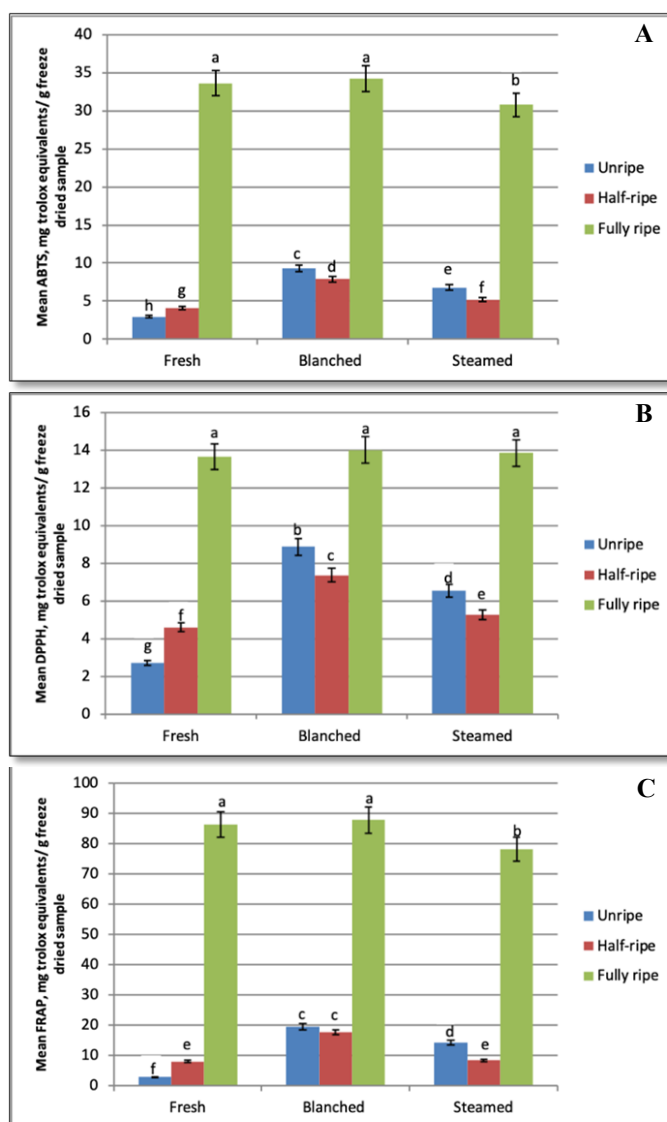 A
40
35
30
25
20
15
10
5
0
Mean ABTS, mg trolox equivalents/ g freeze
dried sample
a
a
b
h
g
c
d
e
f
Fresh
Blanched
Steamed
Unripe
Half-ripe
Fully ripe
B
16
14
12
10
8
6
4
2
0
Mean DPPH, mg trolox equivalents/ g freeze
dried sample
a
a
a
g
f
b
c
d
e
Fresh
Blanched
Steamed
Unripe
Half-ripe
Fully ripe
C
100
90
80
70
60
50
40
30
20
10
0
Mean FRAP, mg trolox equivalents/ g freeze
dried sample
a
a
b
f
e
c
c
d
e
Fresh
Blanched
Steamed
Unripe
Half-ripe
Fully ripe